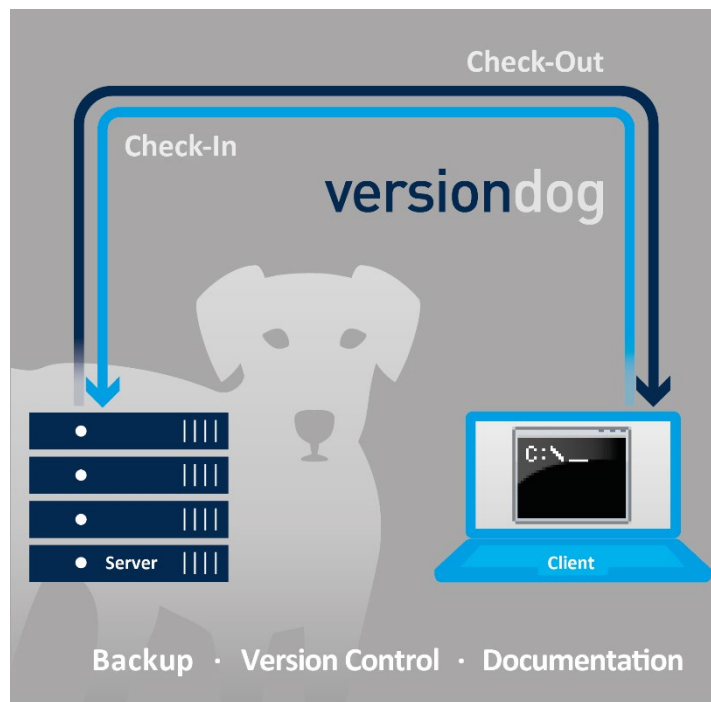 Check-Out
Check-In
versiondog
C:\_
Server
Client
Backup · Version Control · Documentation